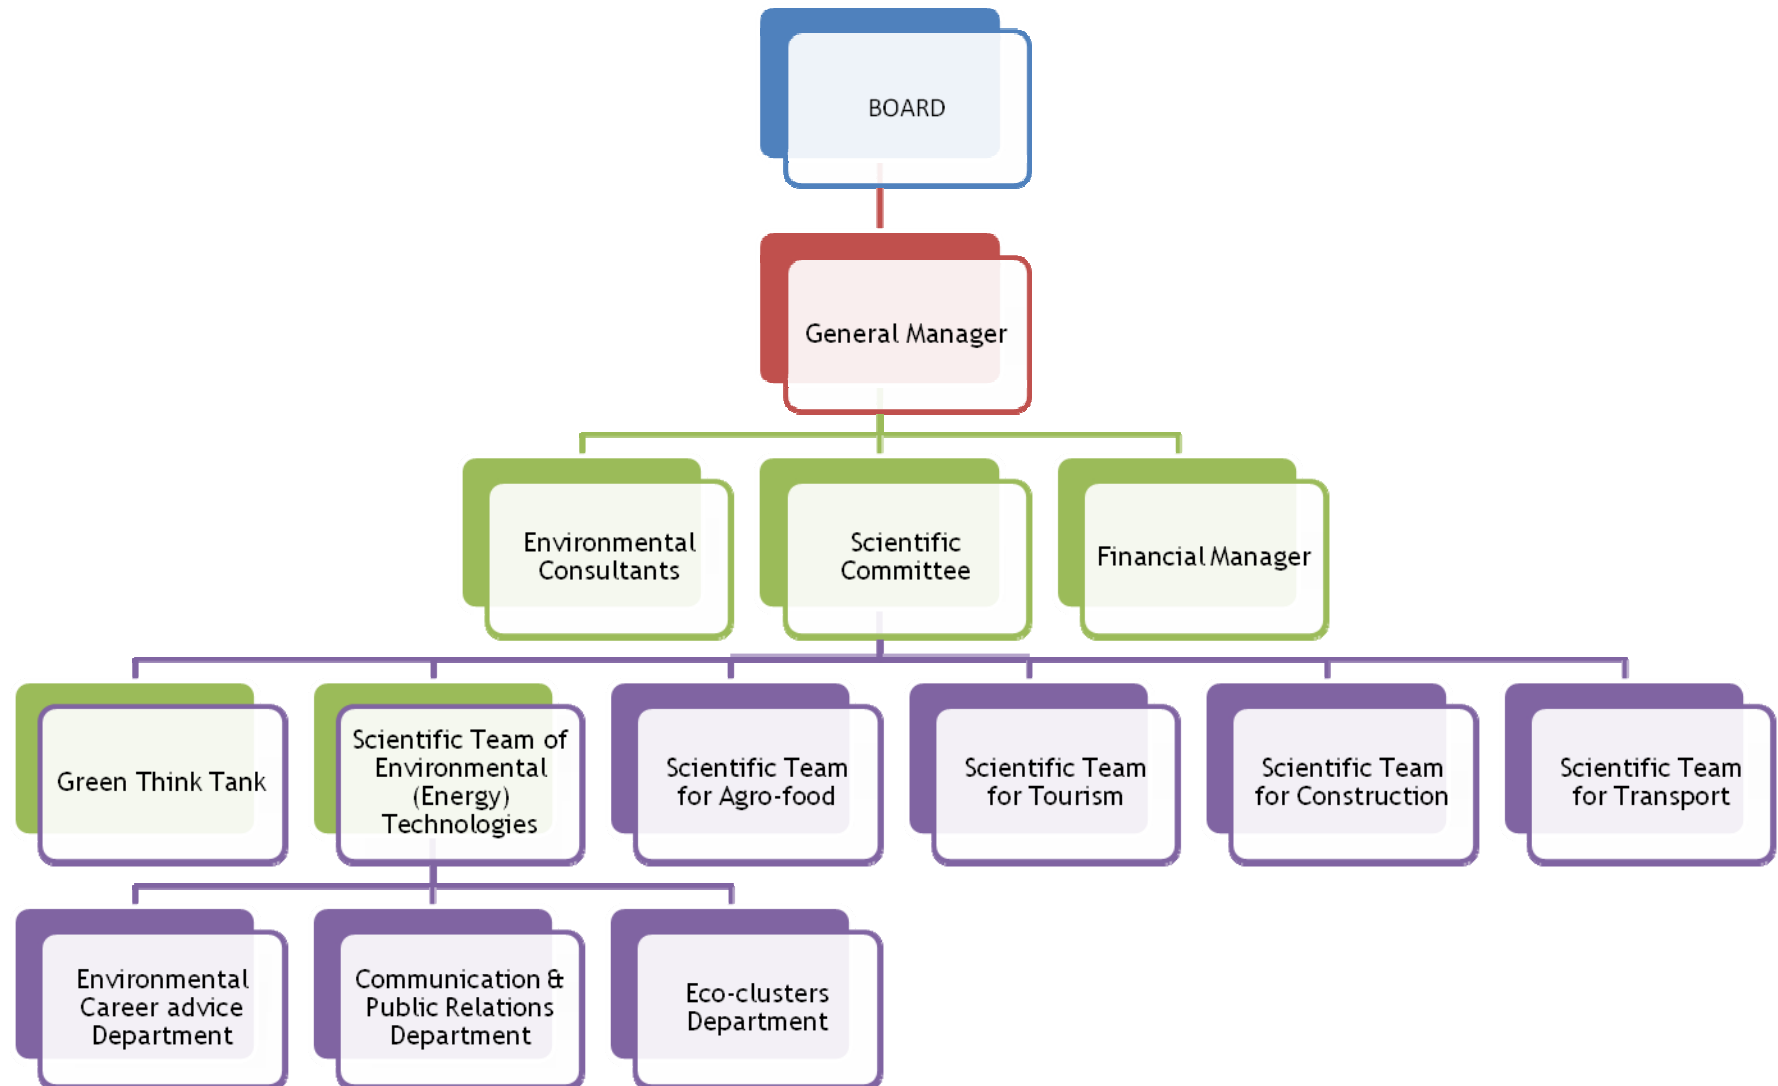 BOARD
General Manager
Environmental
Consultants
Scientific
Committee
Financial Manager
Green Think Tank
Scientific Team of
Environmental
(Energy)
Technologies
Scientific Team
for Agro-food
Scientific Team
for Tourism
Scientific Team
for Construction
Scientific Team
for Transport
Environmental
Career advice
Department
Communication &
Public Relations
Department
Eco-clusters
Department